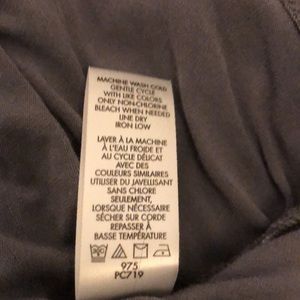 MACHINE WASH COLD
GENTLE CYCLE
WITH LIKE COLORS
ONLY NON-CHLORINE
BLEACH WHEN NEEDED
LINE DRY
IRON LOW
LAVER À LA MACHINE
À L'EAU FROIDE ET
AU CYCLE DÉLICAT
AVEC DES
COULEURS SIMILAIRES
UTILISER DU JAVELLISANT
SANS CHLORE
SEULEMENT,
LORSQUE NÉCESSAIRE
SÉCHER SUR CORDE
REPASSER À
BASSE TEMPÉRATURE
975
PC719